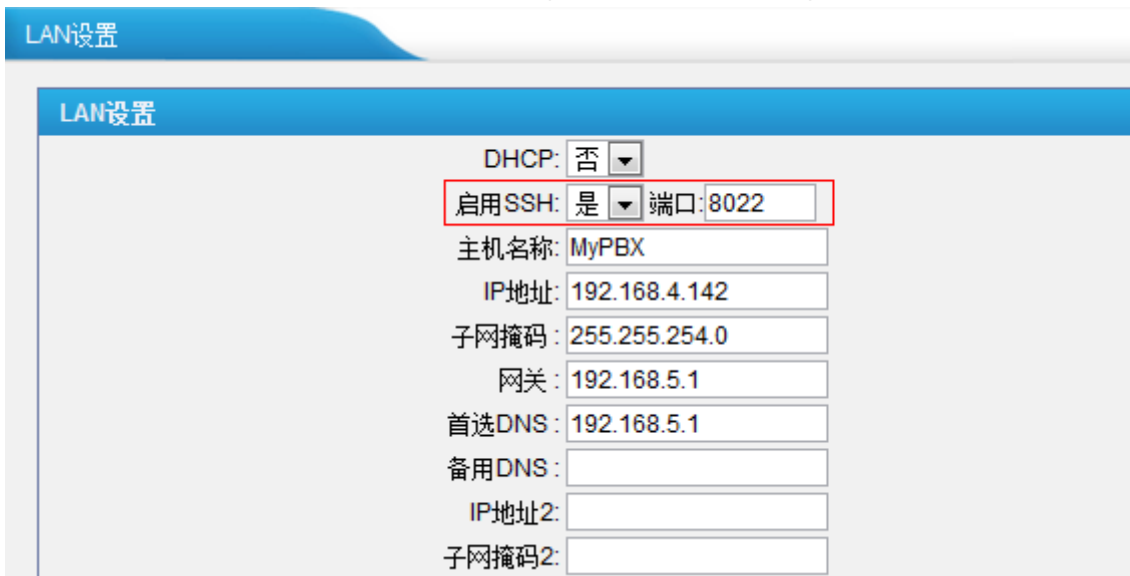 LAN设置
LAN设置
DHCP: 否
启用SSH: 是 端口: 8022
主机名称: MyPBX
IP地址: 192.168.4.142
子网掩码 : 255.255.254.0
网关 : 192.168.5.1
首选DNS : 192.168.5.1
备用DNS :
IP地址2:
子网掩码2: